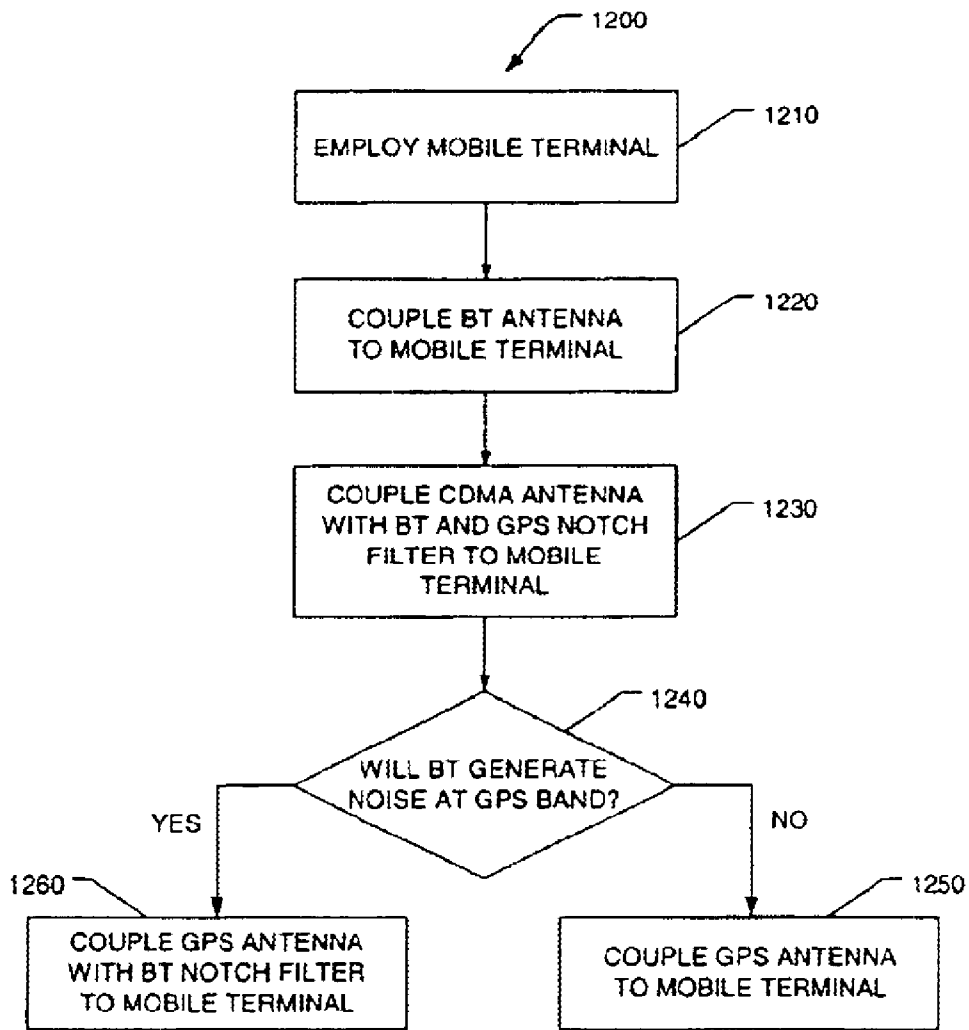 1200
1210
EMPLOY MOBILE TERMINAL
1220
COUPLE BT ANTENNA
TO MOBILE TERMINAL
1230
COUPLE CDMA ANTENNA
WITH BT AND GPS NOTCH
FILTER TO MOBILE
TERMINAL
1240
WILL BT GENERATE
NOISE AT GPS BAND?
YES
NO
1260
COUPLE GPS ANTENNA
WITH BT NOTCH FILTER
TO MOBILE TERMINAL
1250
COUPLE GPS ANTENNA
TO MOBILE TERMINAL